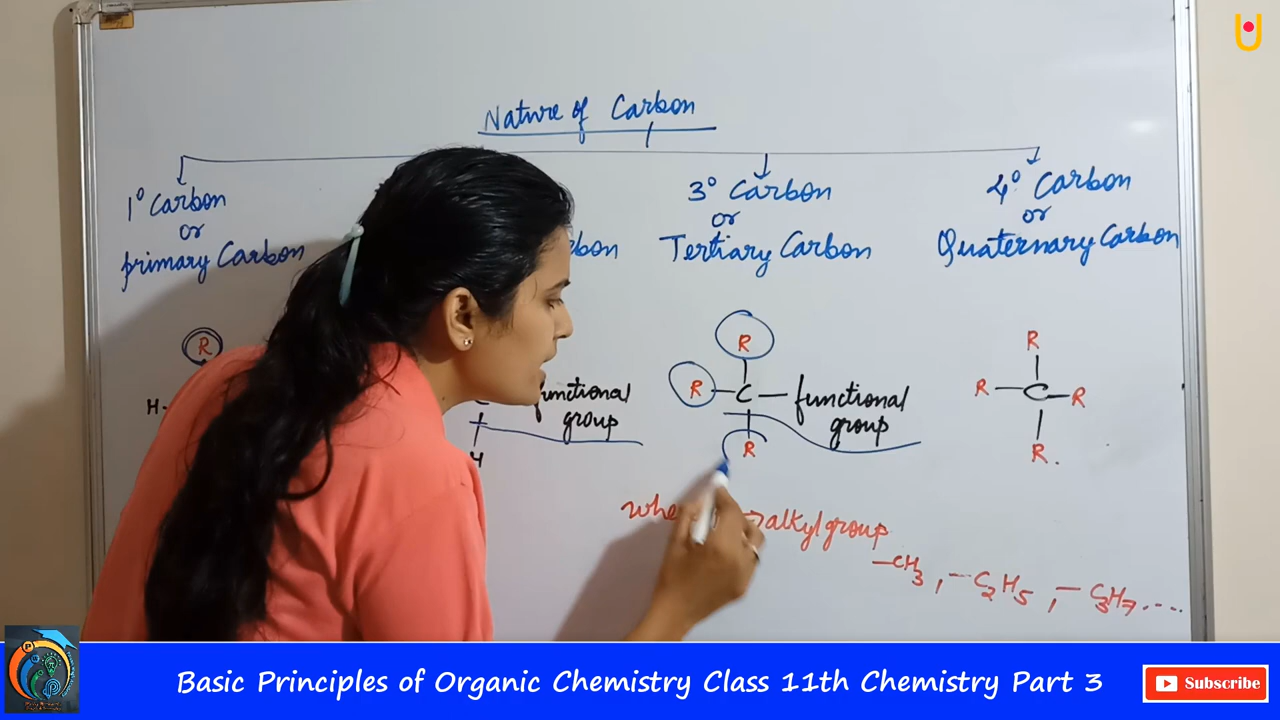 Nature of Carbon
1° Carbon
or
primary Carbon
3° Carbon
or
Tertiary Carbon
4° Carbon
or
Quaternary Carbon
R
H-
functional
group
H
R
R-C-functional
group
R
R
R-C-R
R.
alkyl group
-CH3, -C2H5, -C3H7....
Basic Principles of Organic Chemistry Class 11th Chemistry Part 3
Subscribe